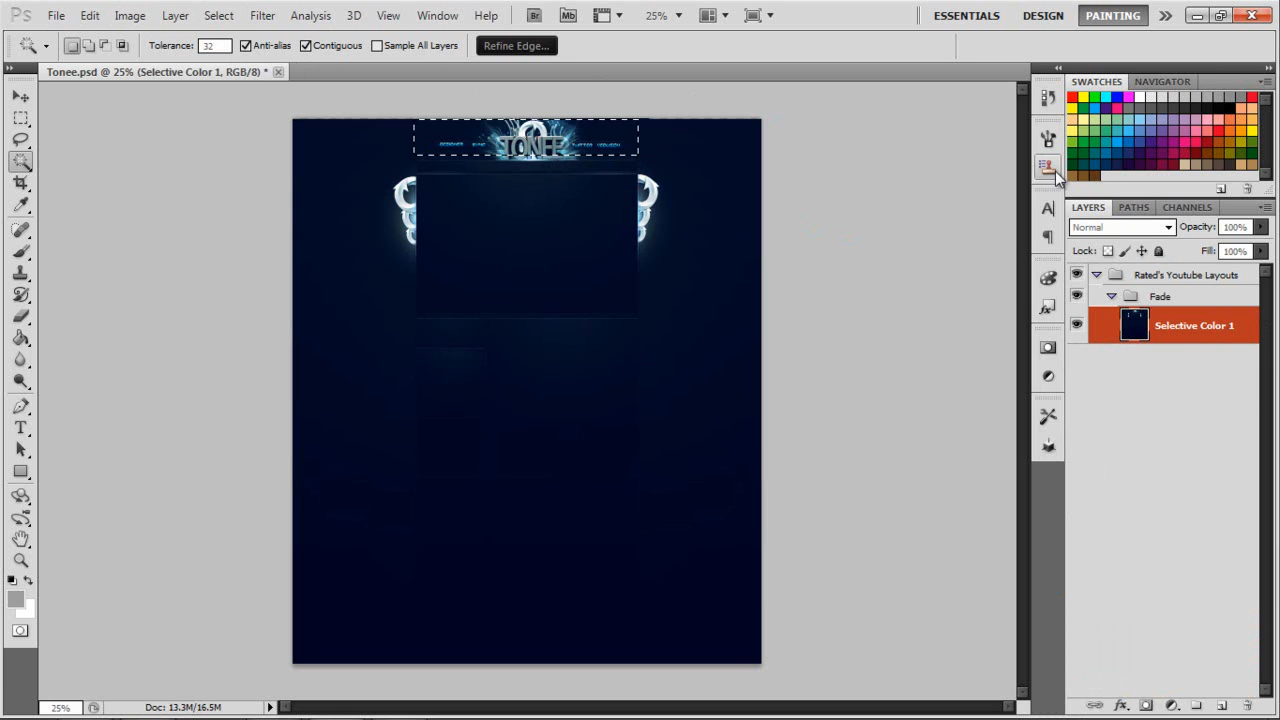 Ps File Edit Image Layer Select Filter Analysis 3D View Window Help Br Mb 25% ESSENTIALS DESIGN PAINTING
Tolerance: 32 Anti-alias Contiguous Sample All Layers Refine Edge...
Tonee.psd @ 25% (Selective Color 1, RGB/8) *
SWATCHES NAVIGATOR
TONEE
LAYERS PATHS CHANNELS
Normal Opacity: 100%
Lock: Fill: 100%
Rated's Youtube Layouts
Fade
Selective Color 1
25% Doc: 13.3M/16.5M